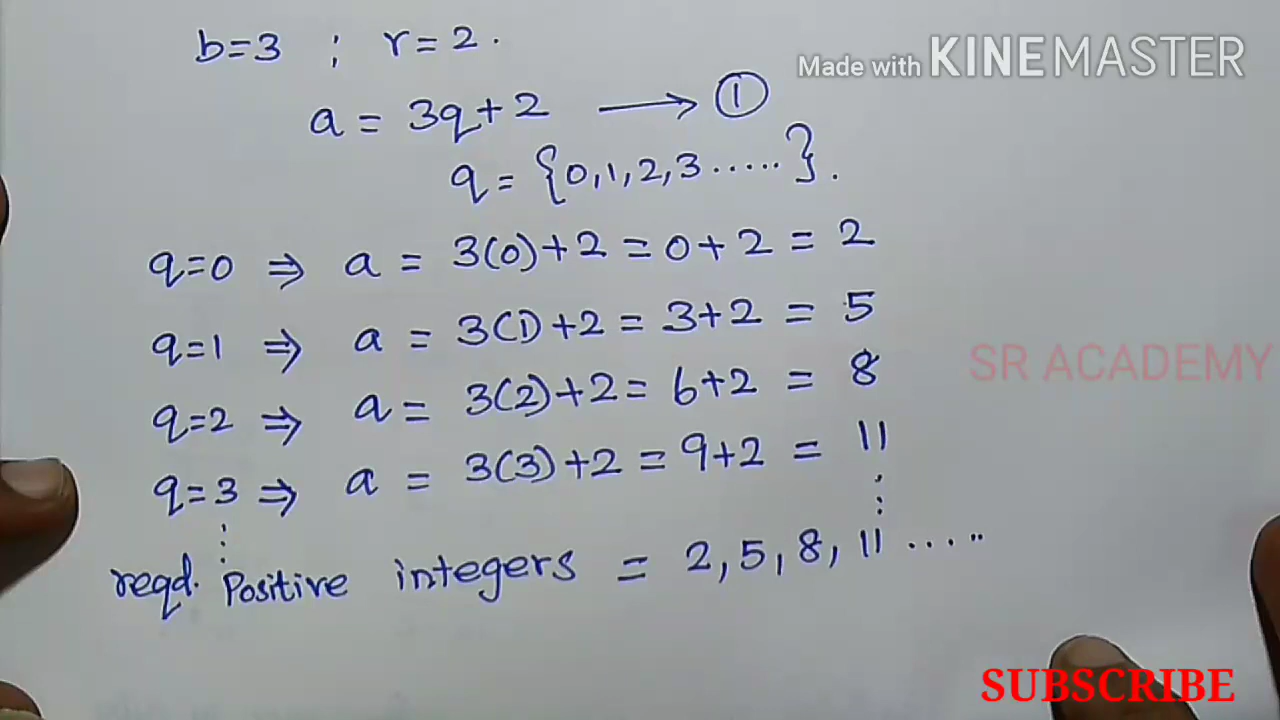 b=3 ; r=2.
Made with KINEMASTER
a = 3q+2 ⟶ ①
q = {0,1,2,3.....}.
q=0 ⇒ a = 3(0)+2 = 0+2 = 2
q=1 ⇒ a = 3(1)+2 = 3+2 = 5
SR ACADEMY
q=2 ⇒ a = 3(2)+2 = 6+2 = 8
q=3 ⇒ a = 3(3)+2 = 9+2 = 11
⋮ ⋮
reqd. Positive integers = 2,5,8,11.....
SUBSCRIBE